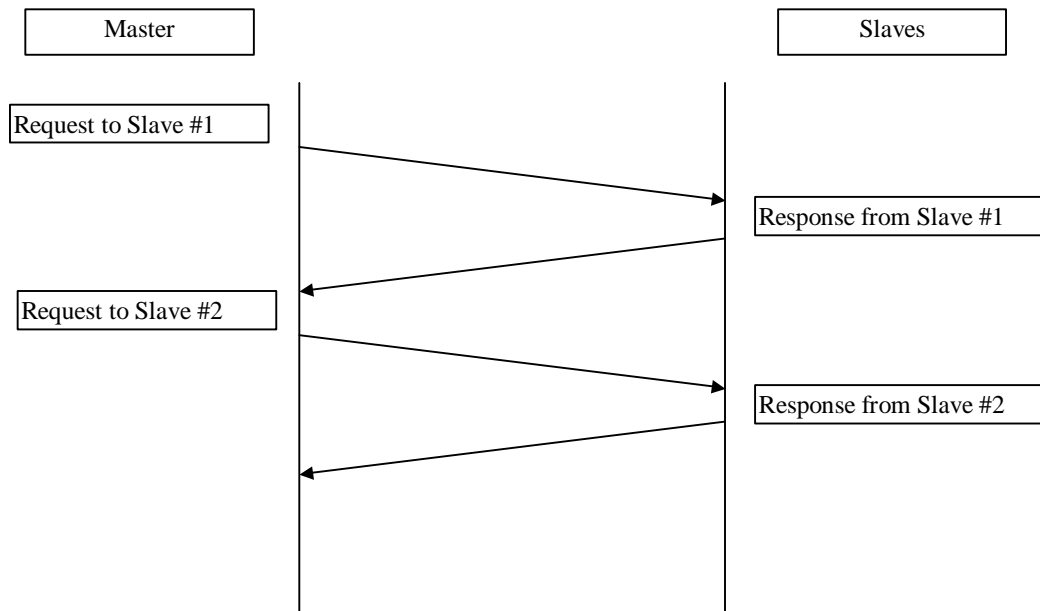 Master
Slaves
Request to Slave #1
Response from Slave #1
Request to Slave #2
Response from Slave #2